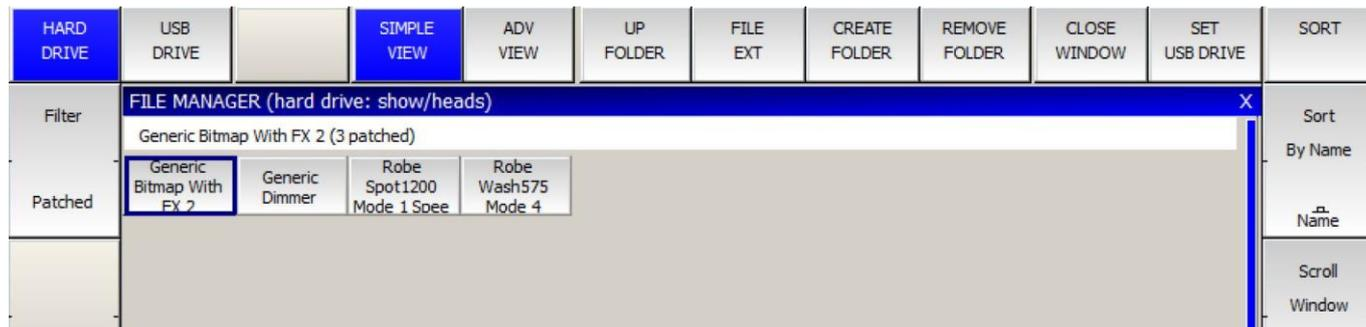 HARD
DRIVE
USB
DRIVE
SIMPLE
VIEW
ADV
VIEW
UP
FOLDER
FILE
EXT
CREATE
FOLDER
REMOVE
FOLDER
CLOSE
WINDOW
SET
USB DRIVE
SORT
Filter
Patched
FILE MANAGER (hard drive: show/heads) X
Generic Bitmap With FX 2 (3 patched)
Generic
Bitmap With
FX 2
Generic
Dimmer
Robe
Spot1200
Mode 1 Spee
Robe
Wash575
Mode 4
Sort
By Name
Name
Scroll
Window